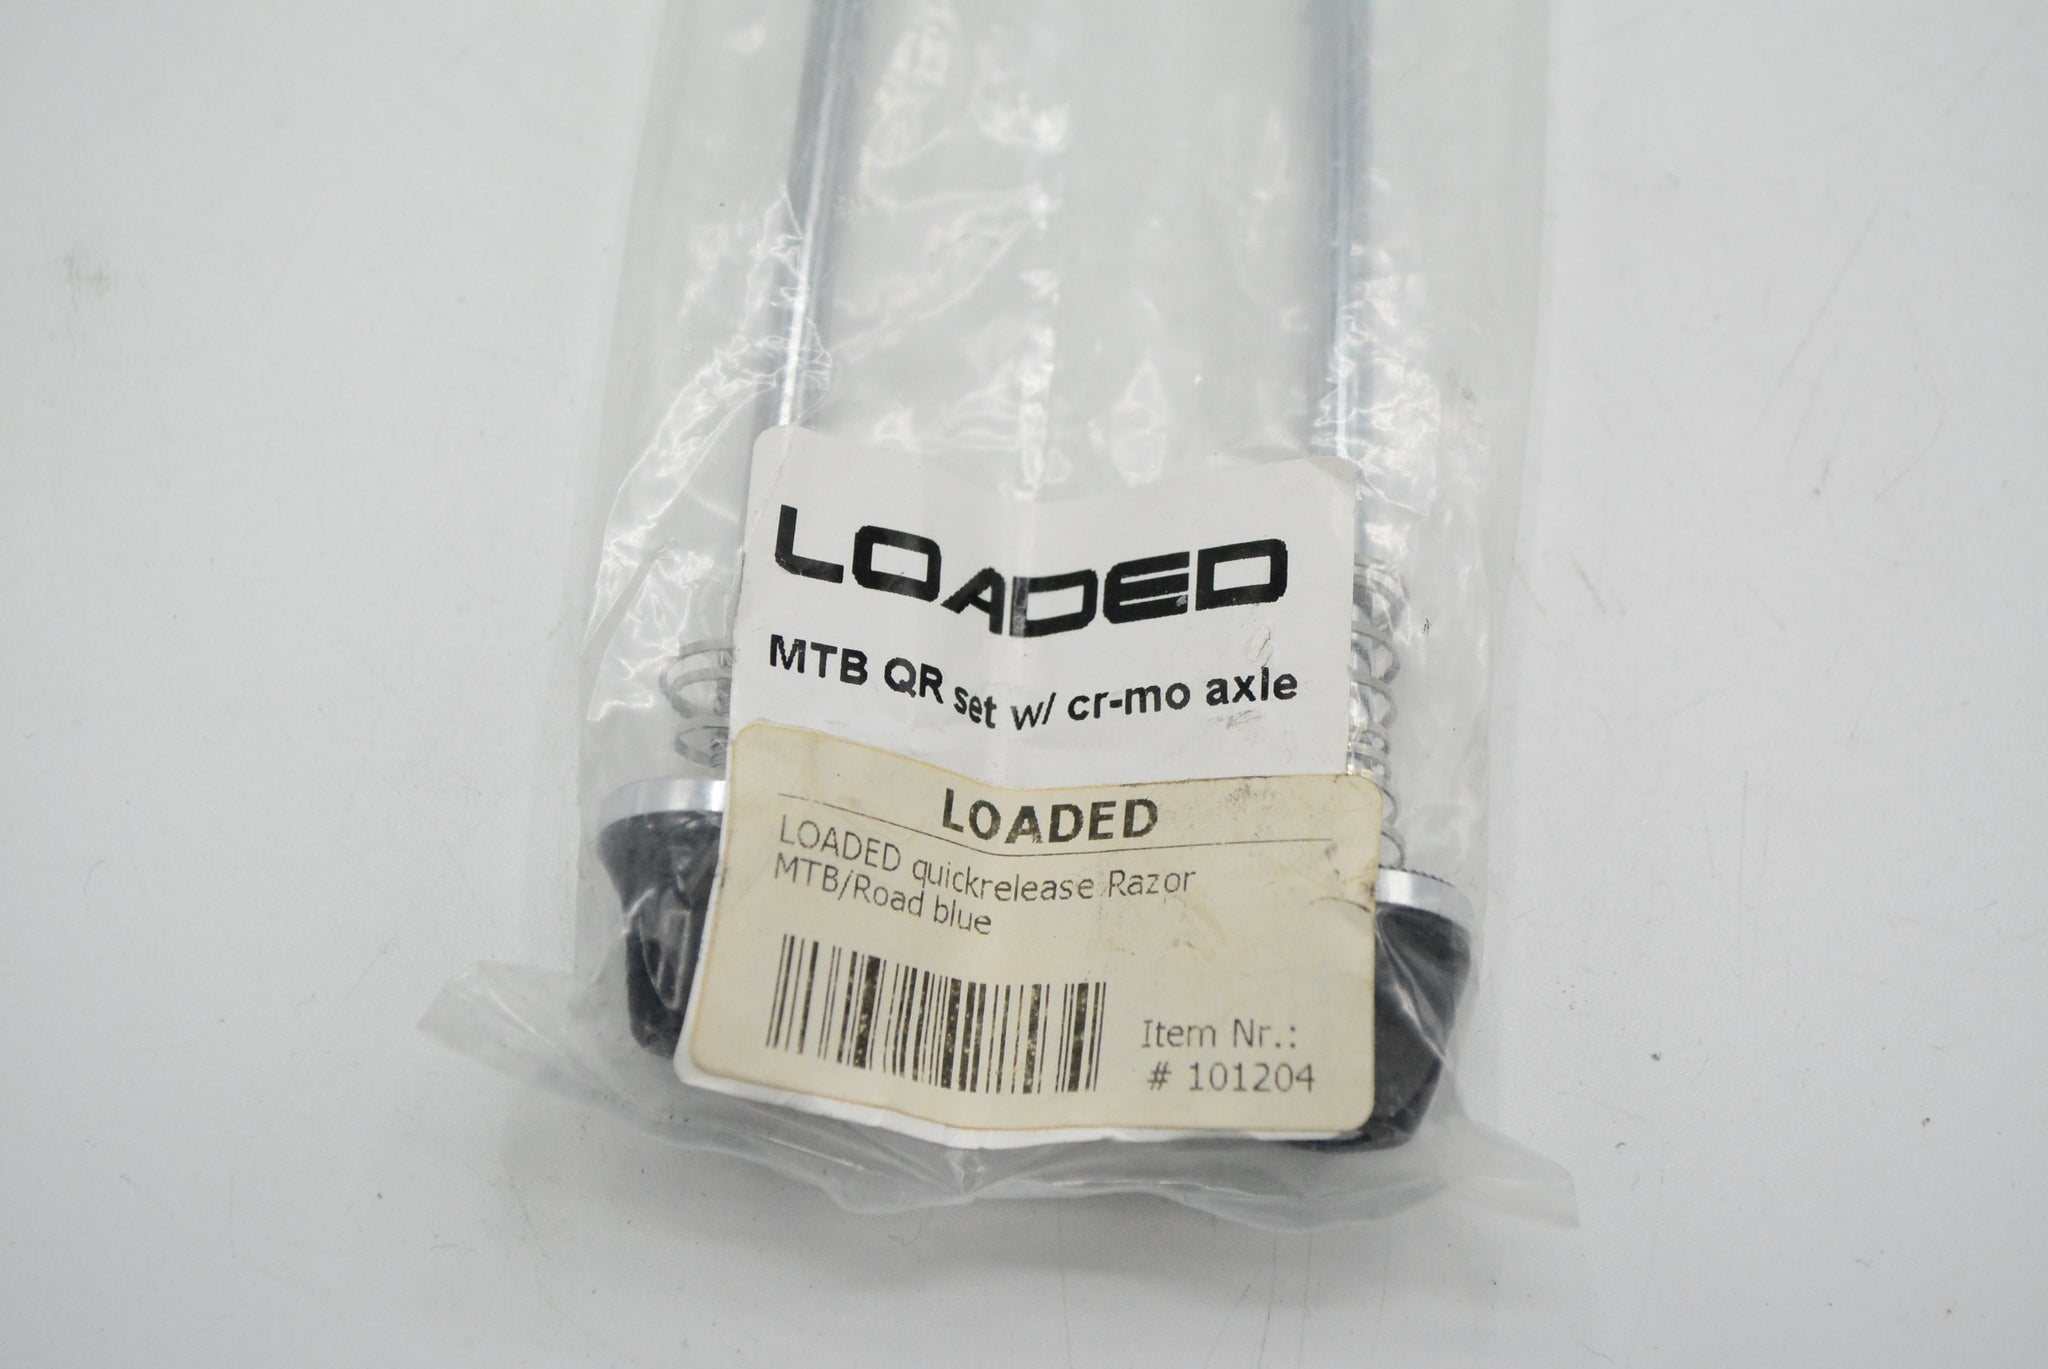 LOADED
MTB QR set w/ cr-mo axle
LOADED
LOADED quickrelease Razor
MTB/Road blue
Item Nr.:
# 101204